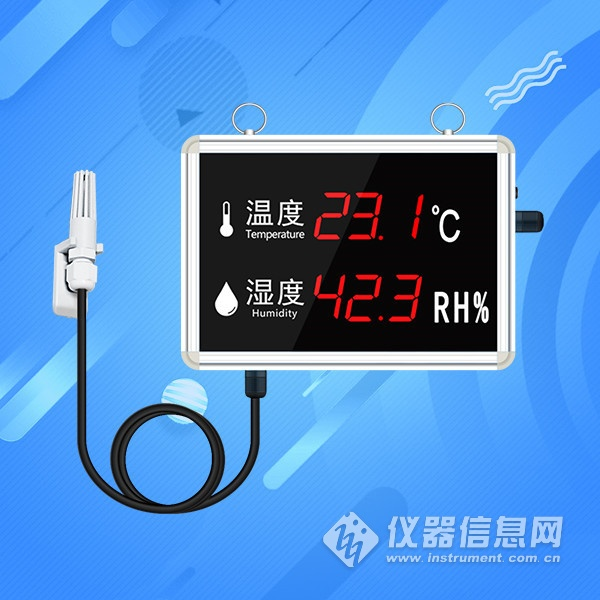 温度 23.1 ℃
Temperature
湿度 42.3 RH%
Humidity
仪器信息网
www.instrument.com.cn